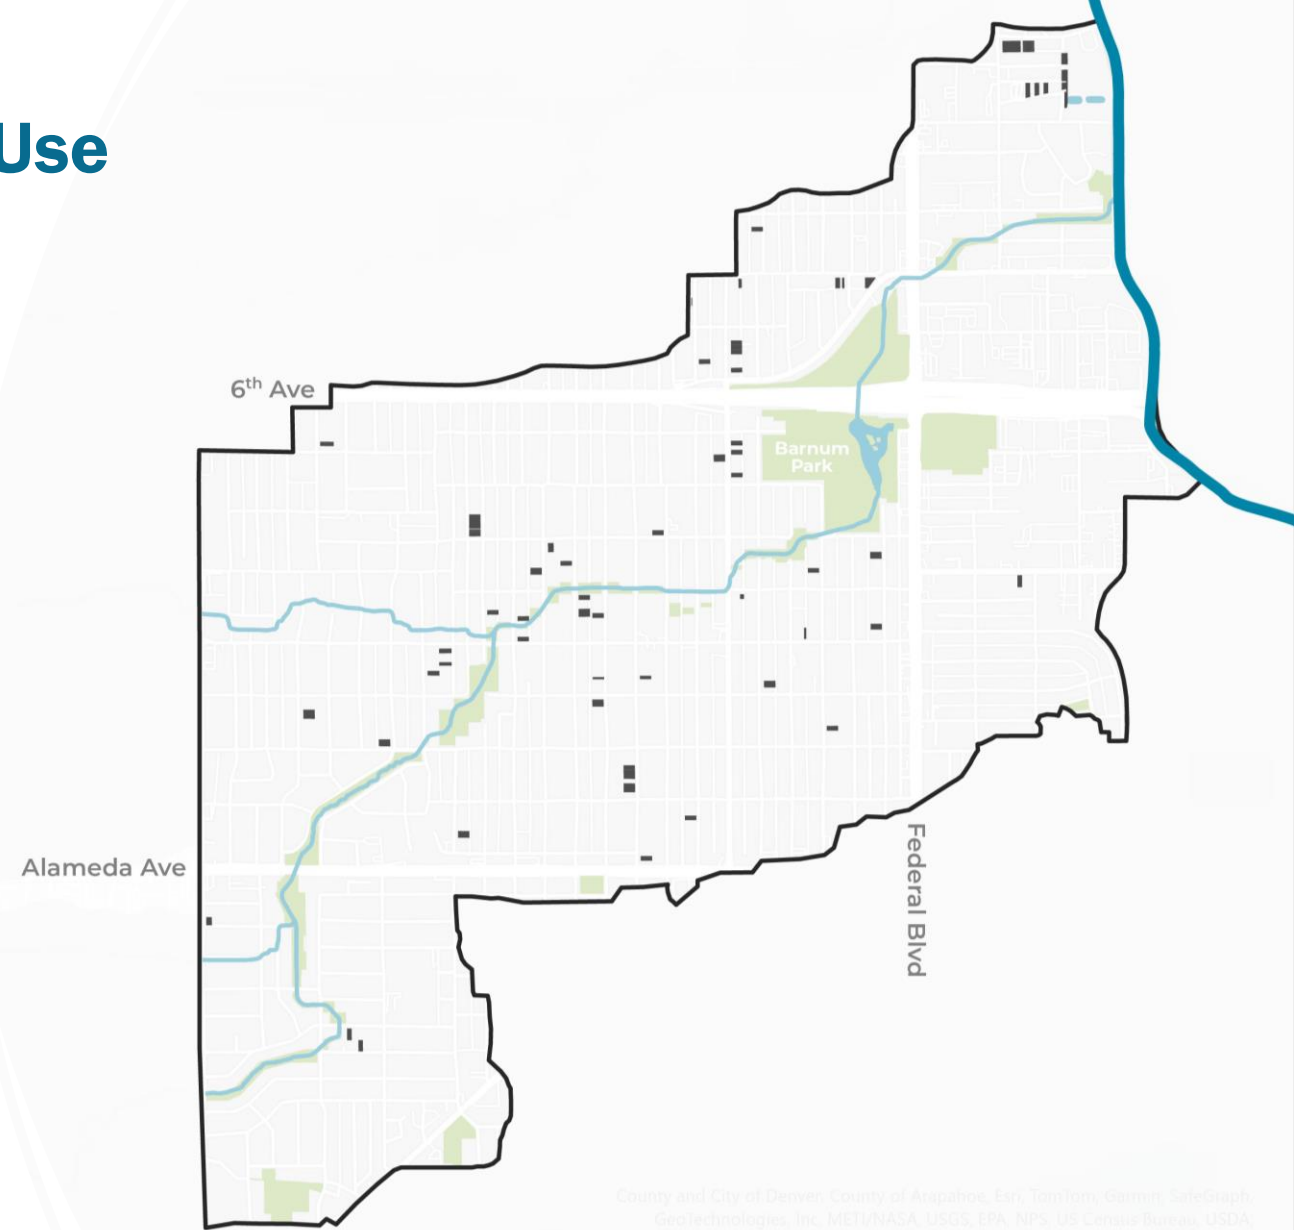 Use
6th Ave
Barnum
Park
Alameda Ave
Federal Blvd
County and City of Denver, County of Arapahoe, Esri, TomTom, Garmin, SafeGraph,
GeoTechnologies, Inc, METI/NASA, USGS, EPA, NPS, US Census Bureau, USDA,